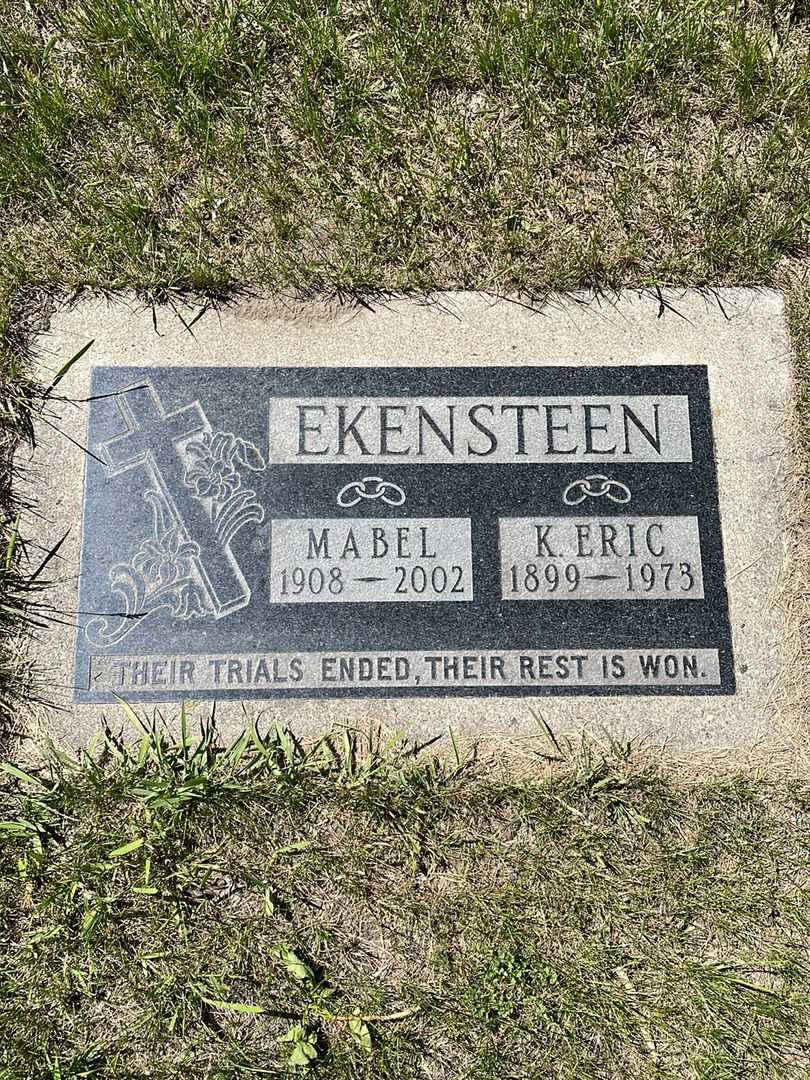 EKENSTEEN
MABEL
1908 — 2002
K. ERIC
1899 — 1973
THEIR TRIALS ENDED, THEIR REST IS WON.